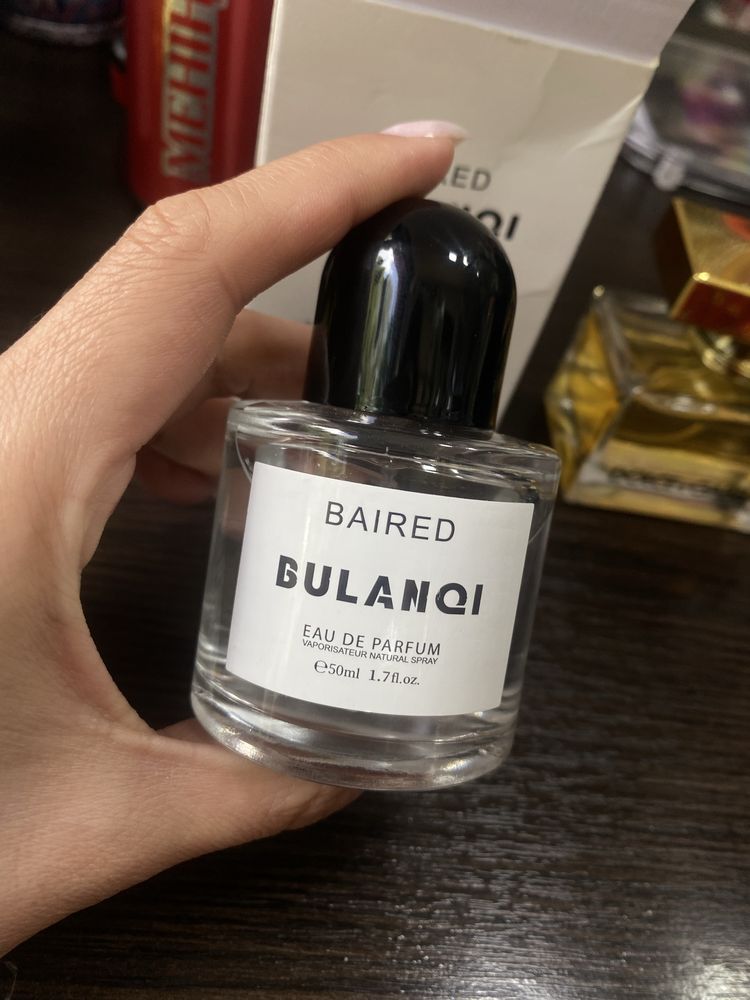 BAIRED
BULANQI
EAU DE PARFUM
VAPORISATEUR NATURAL SPRAY
℮50ml 1.7fl.oz.